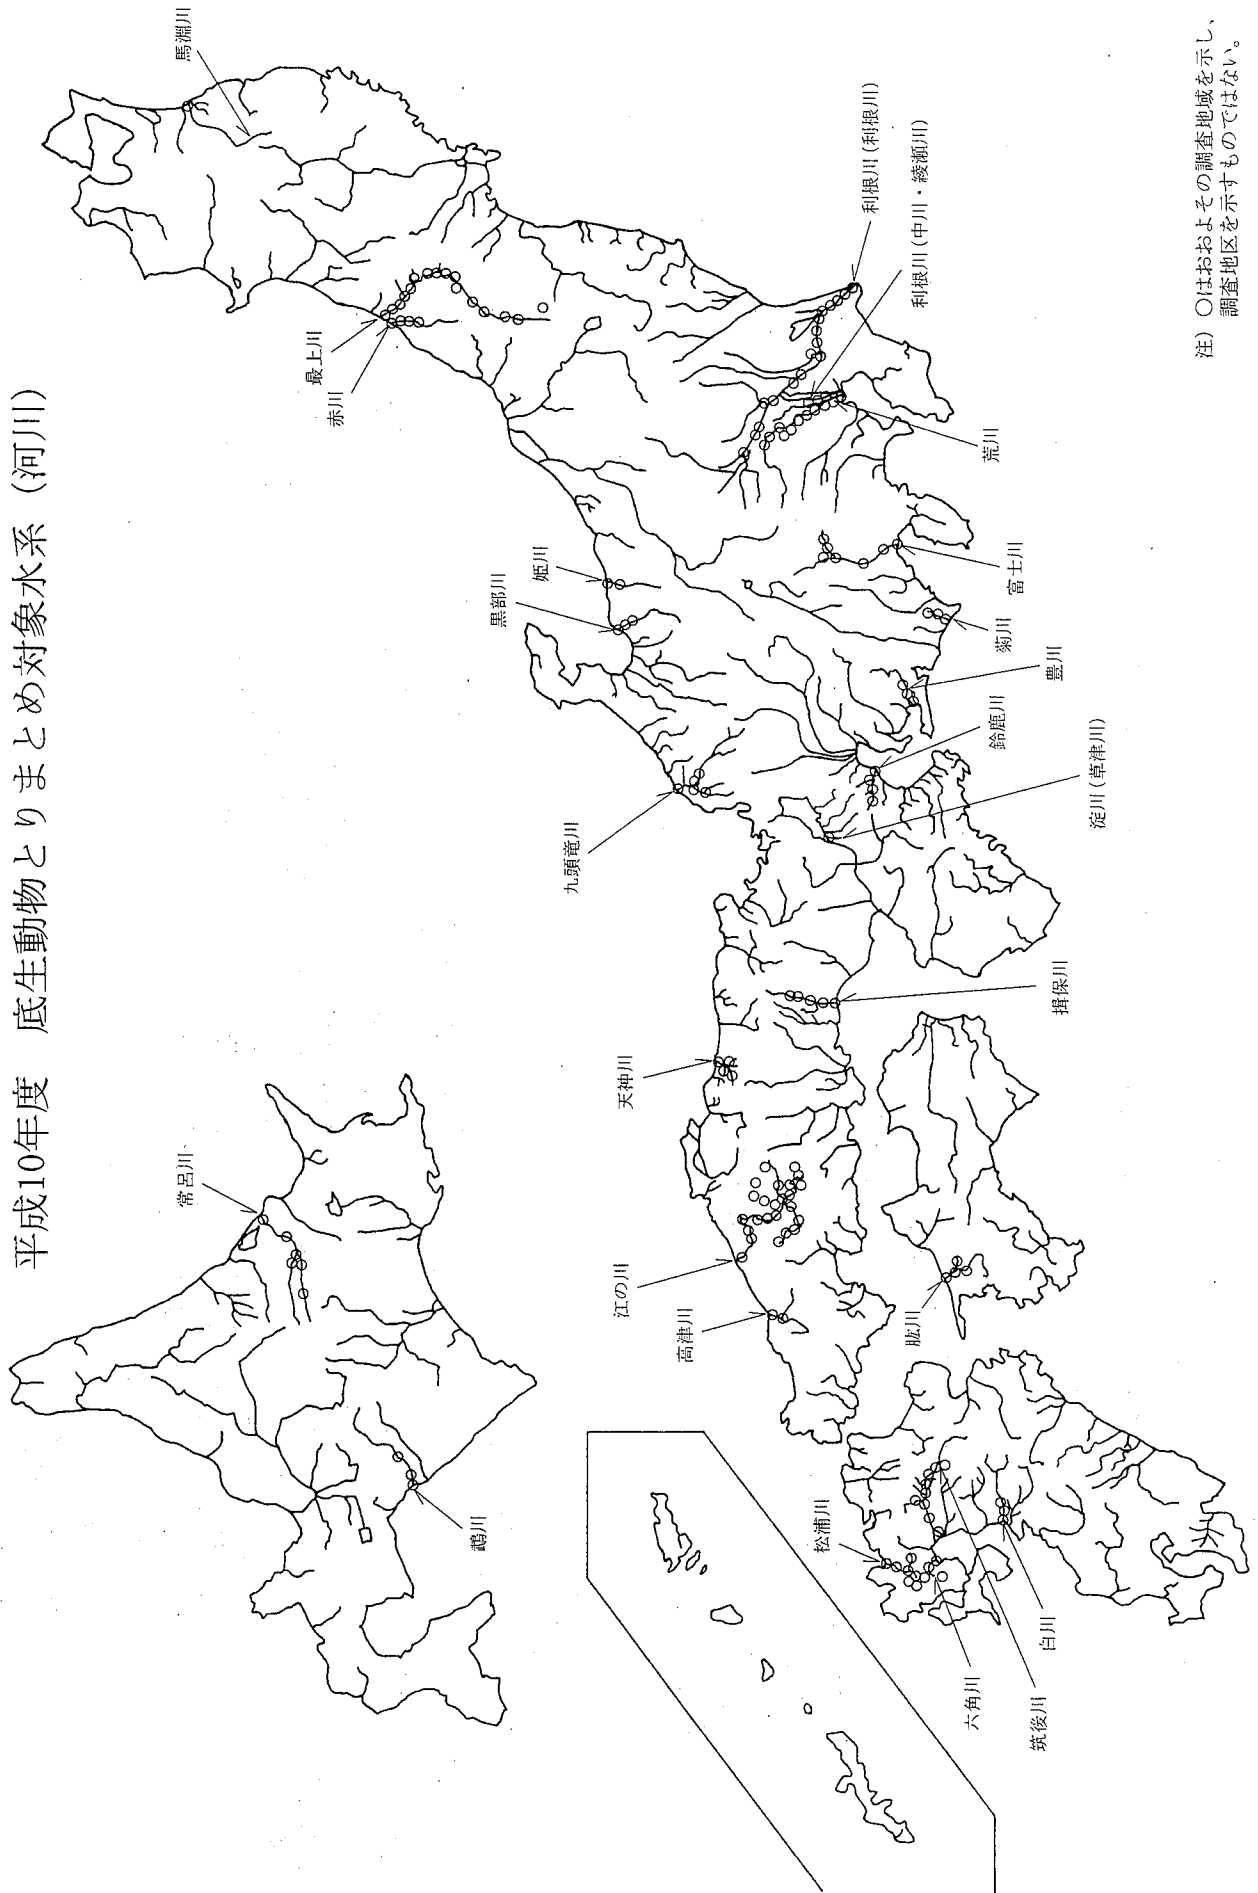 平成10年度　底生動物とりまとめ対象水系（河川）
常呂川
鵡川
馬淵川
最上川
赤川
利根川（利根川）
利根川（中川・綾瀬川）
荒川
姫川
黒部川
富士川
菊川
豊川
鈴鹿川
淀川（草津川）
九頭竜川
揖保川
天神川
江の川
高津川
肱川
松浦川
白川
六角川
筑後川
注）○はおおよその調査地域を示し、
調査地区を示すものではない。